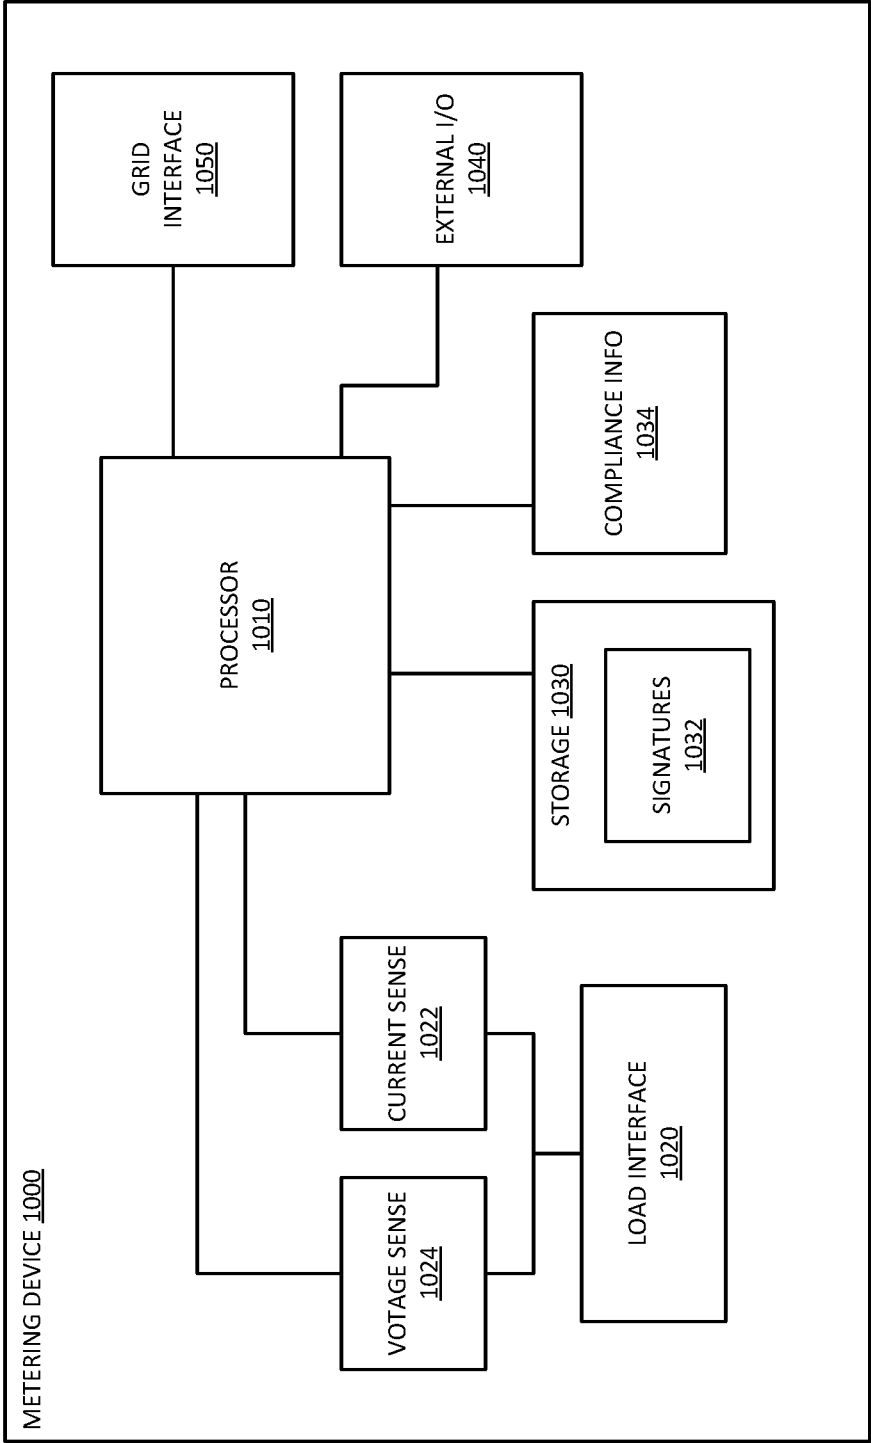 METERING DEVICE 1000
VOTAGE SENSE
1024
CURRENT SENSE
1022
LOAD INTERFACE
1020
PROCESSOR
1010
STORAGE 1030
SIGNATURES
1032
COMPLIANCE INFO
1034
GRID
INTERFACE
1050
EXTERNAL I/O
1040